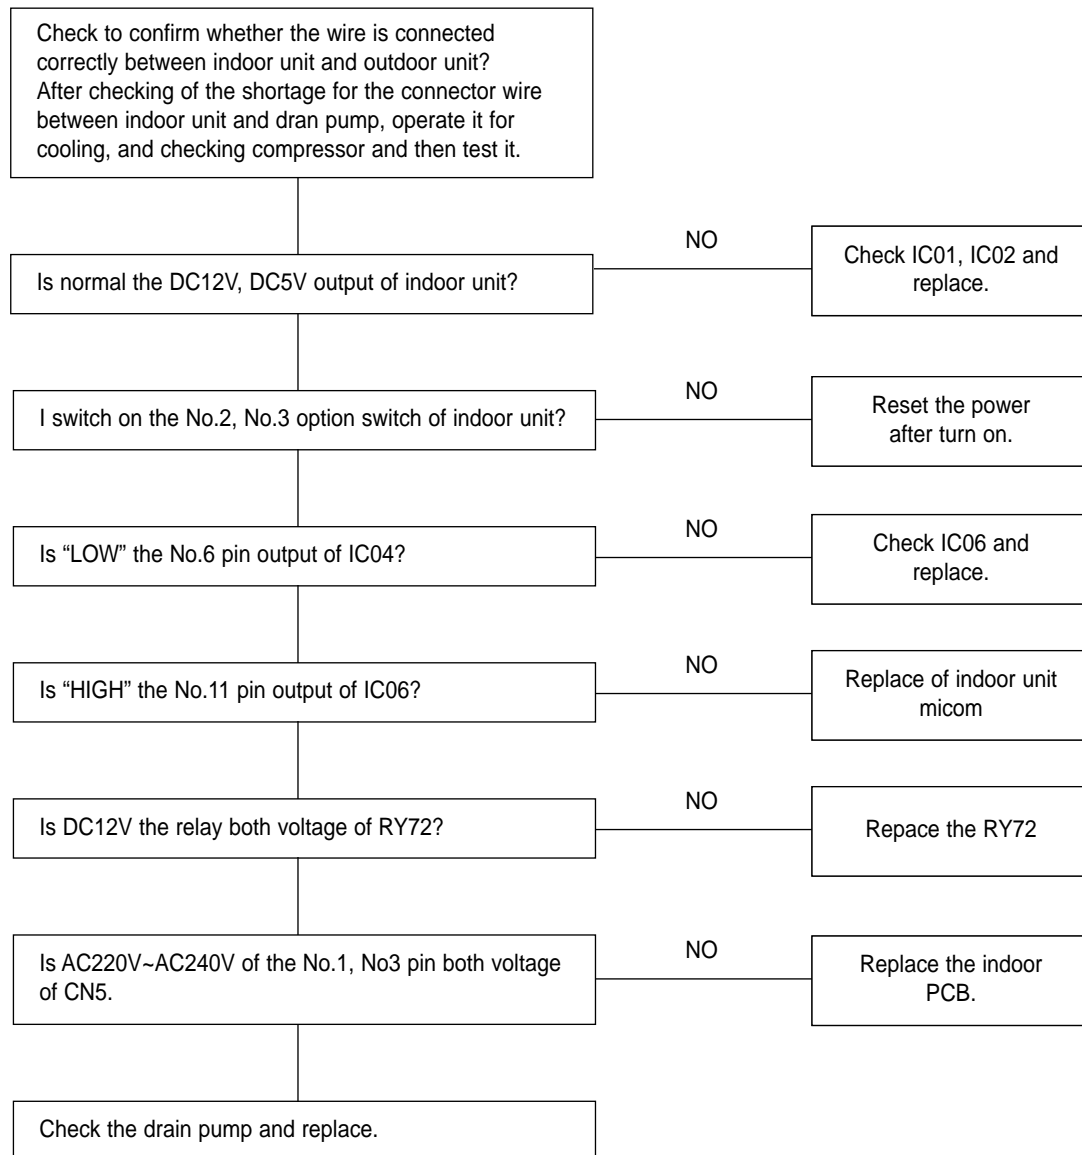 Check to confirm whether the wire is connected
correctly between indoor unit and outdoor unit?
After checking of the shortage for the connector wire
between indoor unit and dran pump, operate it for
cooling, and checking compressor and then test it.
Is normal the DC12V, DC5V output of indoor unit?
NO
Check IC01, IC02 and
replace.
I switch on the No.2, No.3 option switch of indoor unit?
NO
Reset the power
after turn on.
Is “LOW” the No.6 pin output of IC04?
NO
Check IC06 and
replace.
Is “HIGH” the No.11 pin output of IC06?
NO
Replace of indoor unit
micom
Is DC12V the relay both voltage of RY72?
NO
Repace the RY72
Is AC220V~AC240V of the No.1, No3 pin both voltage
of CN5.
NO
Replace the indoor
PCB.
Check the drain pump and replace.